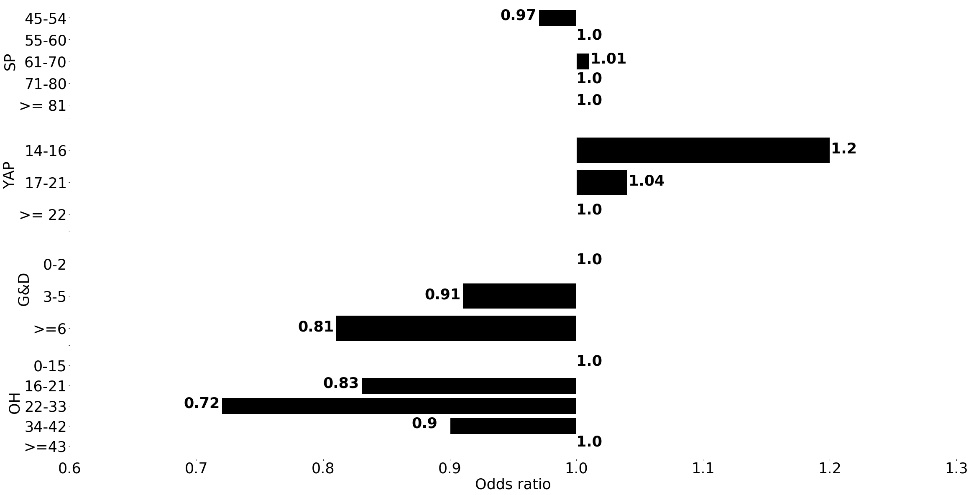 SP
45-54 0.97
55-60 1.0
61-70 1.01
71-80 1.0
>= 81 1.0
YAP
14-16 1.2
17-21 1.04
>= 22 1.0
G&D
0-2 1.0
3-5 0.91
>=6 0.81
OH
0-15 1.0
16-21 0.83
22-33 0.72
34-42 0.9
>=43 1.0
0.6 0.7 0.8 0.9 1.0 1.1 1.2 1.3
Odds ratio